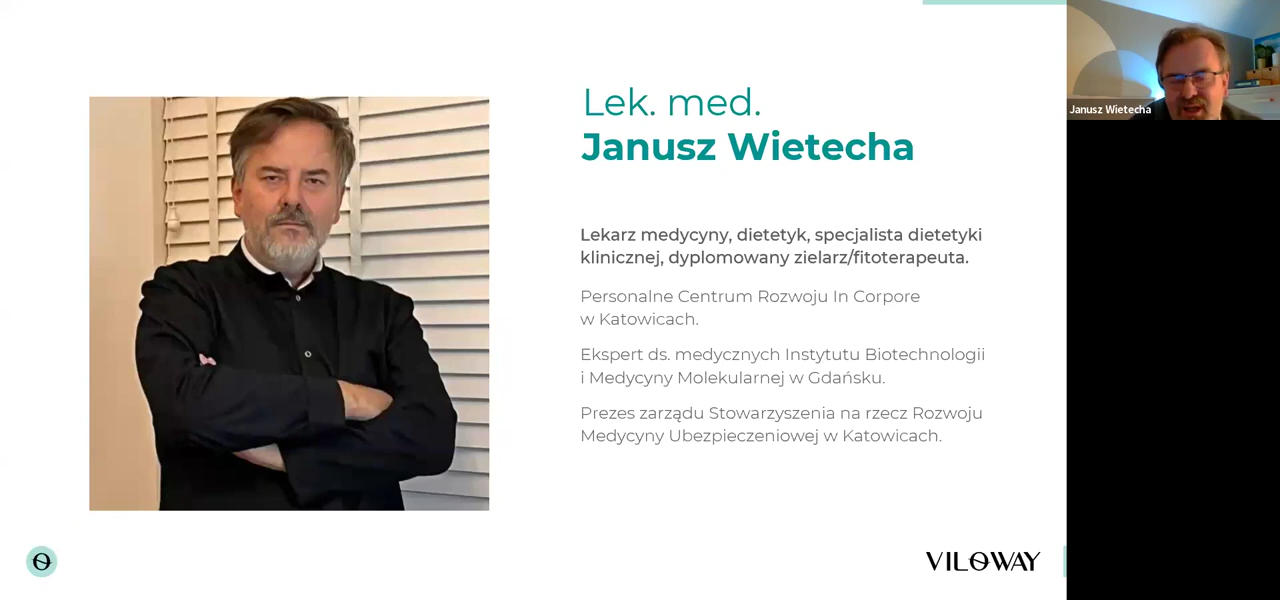 Lek. med.
Janusz Wietecha
Lekarz medycyny, dietetyk, specjalista dietetyki
klinicznej, dyplomowany zielarz/fitoterapeuta.
Personalne Centrum Rozwoju In Corpore
w Katowicach.
Ekspert ds. medycznych Instytutu Biotechnologii
i Medycyny Molekularnej w Gdańsku.
Prezes zarządu Stowarzyszenia na rzecz Rozwoju
Medycyny Ubezpieczeniowej w Katowicach.
VILOWAY
Janusz Wietecha